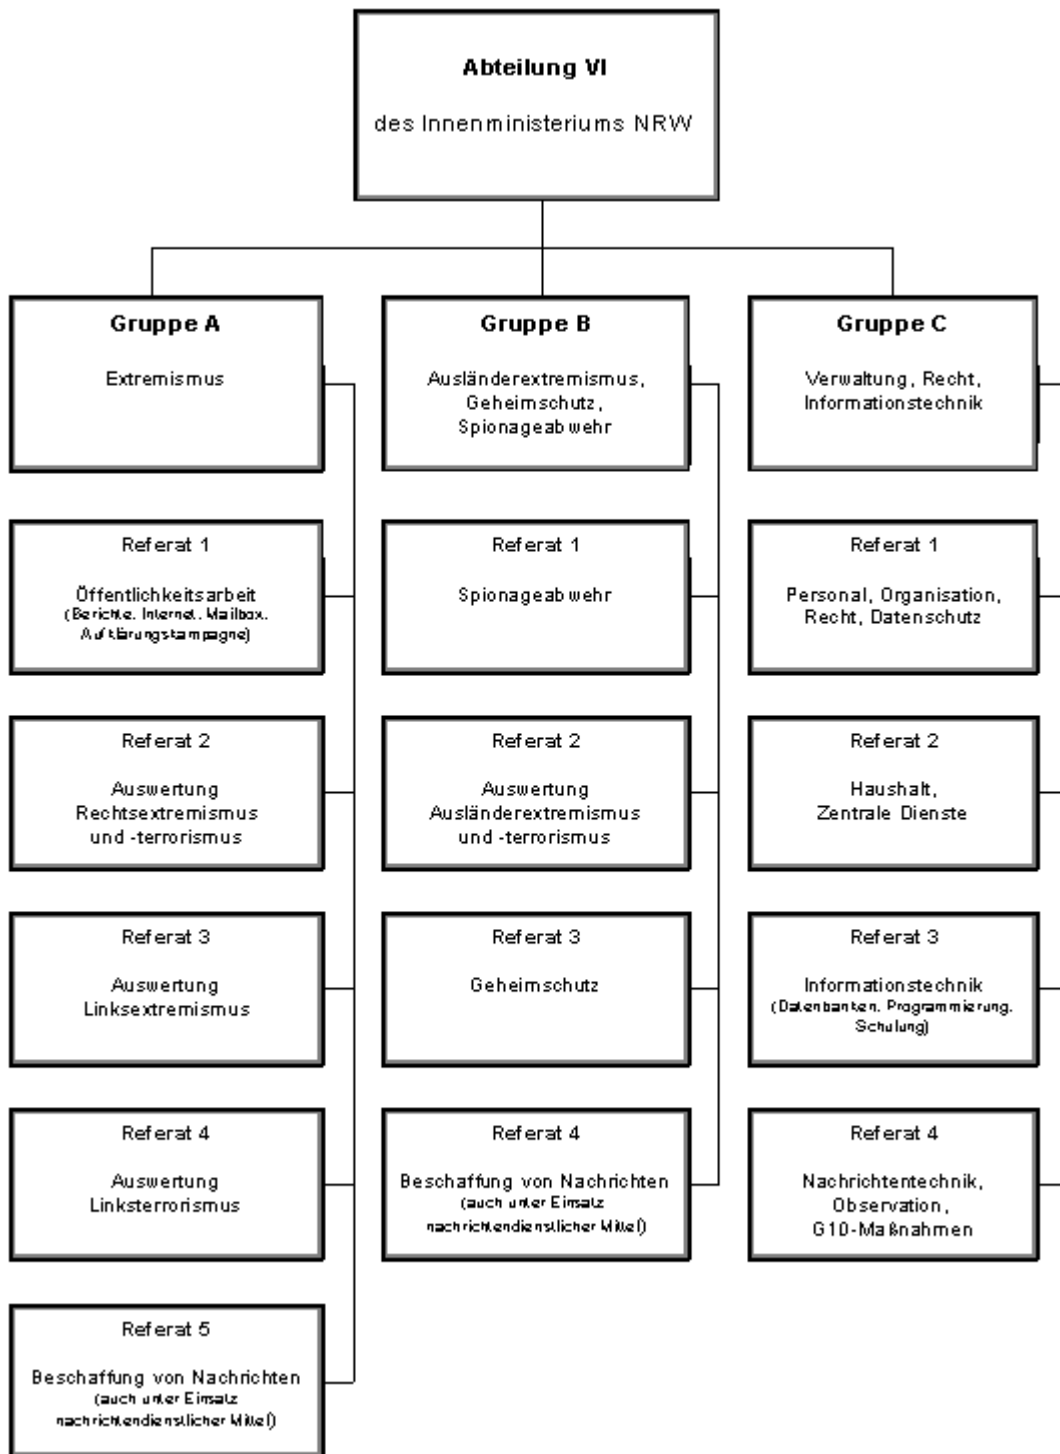 Abteilung VI
des Innenministeriums NRW
Gruppe A
Extremismus
Referat 1
Öffentlichkeitsarbeit
(Berichte, Internet, Mailbox,
Aufklärungskampagne)
Referat 2
Auswertung
Rechtsextremismus
und -terrorismus
Referat 3
Auswertung
Linksextremismus
Referat 4
Auswertung
Linksterrorismus
Referat 5
Beschaffung von Nachrichten
(auch unter Einsatz
nachrichtendienstlicher Mittel)
Gruppe B
Ausländerextremismus,
Geheimschutz,
Spionageabwehr
Referat 1
Spionageabwehr
Referat 2
Auswertung
Ausländerextremismus
und -terrorismus
Referat 3
Geheimschutz
Referat 4
Beschaffung von Nachrichten
(auch unter Einsatz
nachrichtendienstlicher Mittel)
Gruppe C
Verwaltung, Recht,
Informationstechnik
Referat 1
Personal, Organisation,
Recht, Datenschutz
Referat 2
Haushalt,
Zentrale Dienste
Referat 3
Informationstechnik
(Datenbanken, Programmierung,
Schulung)
Referat 4
Nachrichtentechnik,
Observation,
G10-Maßnahmen